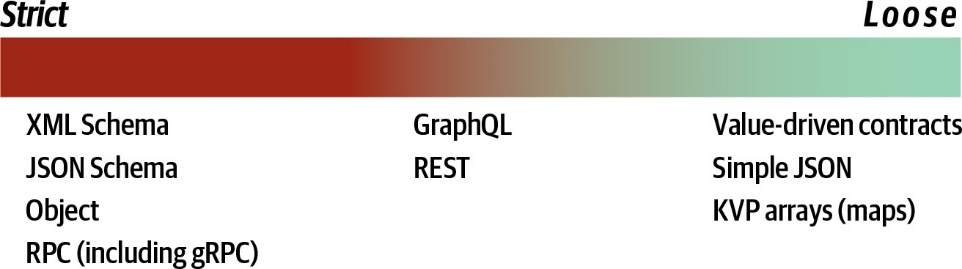 Strict Loose
XML Schema GraphQL Value-driven contracts
JSON Schema REST Simple JSON
Object KVP arrays (maps)
RPC (including gRPC)